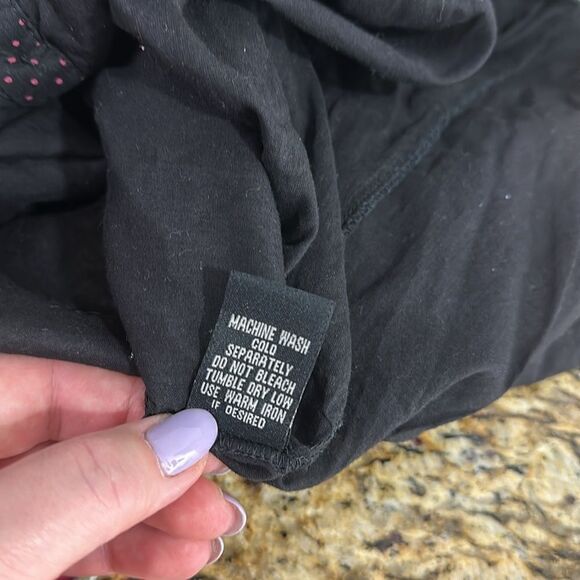 MACHINE WASH
COLD
SEPARATELY
DO NOT BLEACH
TUMBLE DRY LOW
USE WARM IRON
IF DESIRED